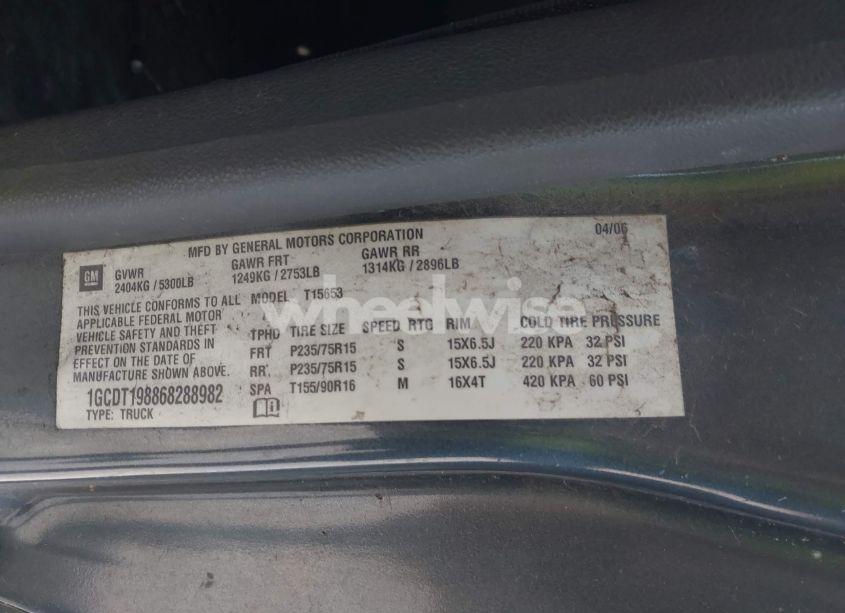 MFD BY GENERAL MOTORS CORPORATION 04/06
GM GVWR GAWR FRT GAWR RR
2404KG / 5300LB 1249KG / 2753LB 1314KG / 2896LB
THIS VEHICLE CONFORMS TO ALL
APPLICABLE FEDERAL MOTOR
VEHICLE SAFETY AND THEFT
PREVENTION STANDARDS IN
EFFECT ON THE DATE OF
MANUFACTURE SHOWN ABOVE.
1GCDT198868288982
TYPE: TRUCK
MODEL T15653
TPHD TIRE SIZE SPEED RTG RIM COLD TIRE PRESSURE
FRT P235/75R15 S 15X6.5J 220 KPA 32 PSI
RR P235/75R15 S 15X6.5J 220 KPA 32 PSI
SPA T155/90R16 M 16X4T 420 KPA 60 PSI
wheelwise